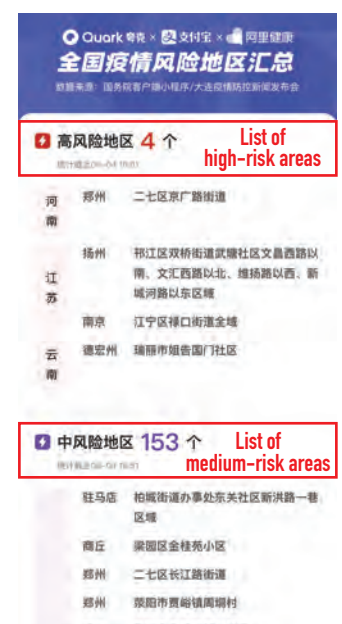 Quark 夸克 × 支付宝 × 阿里健康
全国疫情风险地区汇总
数据来源：国务院客户端小程序/大连疫情防控新闻发布会
高风险地区 4 个
List of
high-risk areas
河南
郑州 二七区京广路街道
江苏
扬州 邗江区双桥街道武塘社区文昌西路以
南、文汇西路以北、维扬路以西、新
城河路以东区域
南京 江宁区禄口街道全域
云南
德宏州 瑞丽市姐告国门社区
中风险地区 153 个
List of
medium-risk areas
驻马店 柏城街道办事处东关社区新洪路一巷
区域
商丘 梁园区金桂苑小区
郑州 二七区长江路街道
郑州 荥阳市贾峪镇周垌村